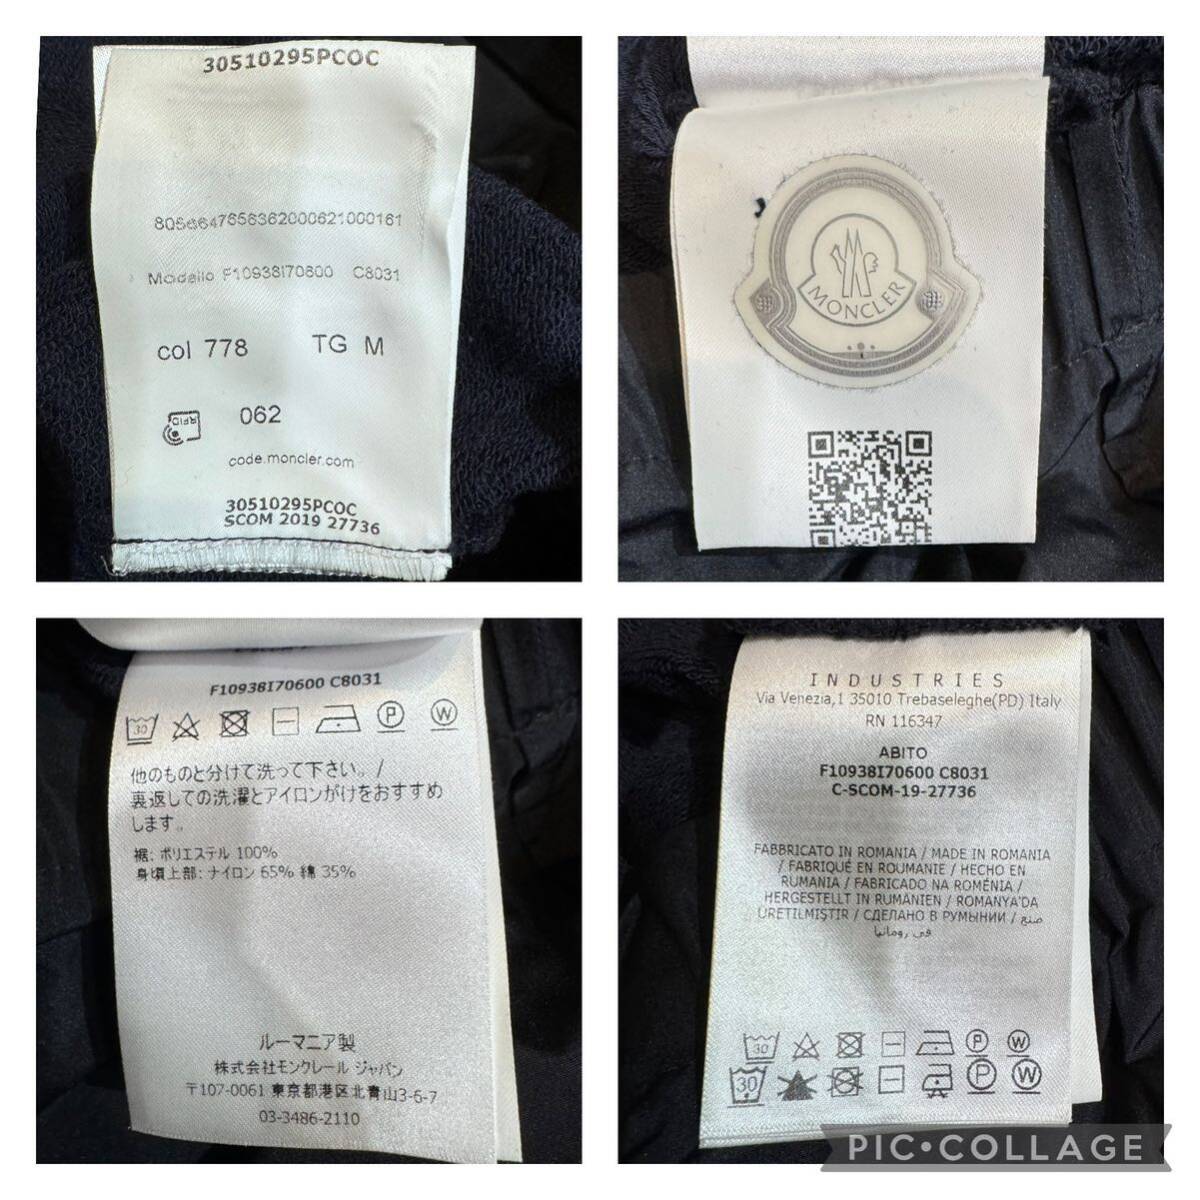 30510295PCOC
8056647656362000621000161
Modello F10938I70600 C8031
col 778 TG M
RFID
062
code.moncler.com
30510295PCOC
SCOM 2019 27736
MONCLER
F10938I70600 C8031
30 P W
他のものと分けて洗って下さい。/
裏返しての洗濯とアイロンがけをおすすめ
します。
裾: ポリエステル 100%
身頃上部: ナイロン 65% 綿 35%
ルーマニア製
株式会社モンクレール ジャパン
〒107-0061 東京都港区北青山3-6-7
03-3486-2110
INDUSTRIES
Via Venezia,1 35010 Trebaseleghe(PD) Italy
RN 116347
ABITO
F10938I70600 C8031
C-SCOM-19-27736
FABBRICATO IN ROMANIA / MADE IN ROMANIA
/ FABRIQUÉ EN ROUMANIE / HECHO EN
RUMANIA / FABRICADO NA ROMÊNIA /
HERGESTELLT IN RUMÄNIEN / ROMANYA'DA
ÜRETILMIŞTIR / СДЕЛАНО В РУМЫНИИ / صنع
في رومانيا
30 P W
30 P W
PIC•COLLAGE